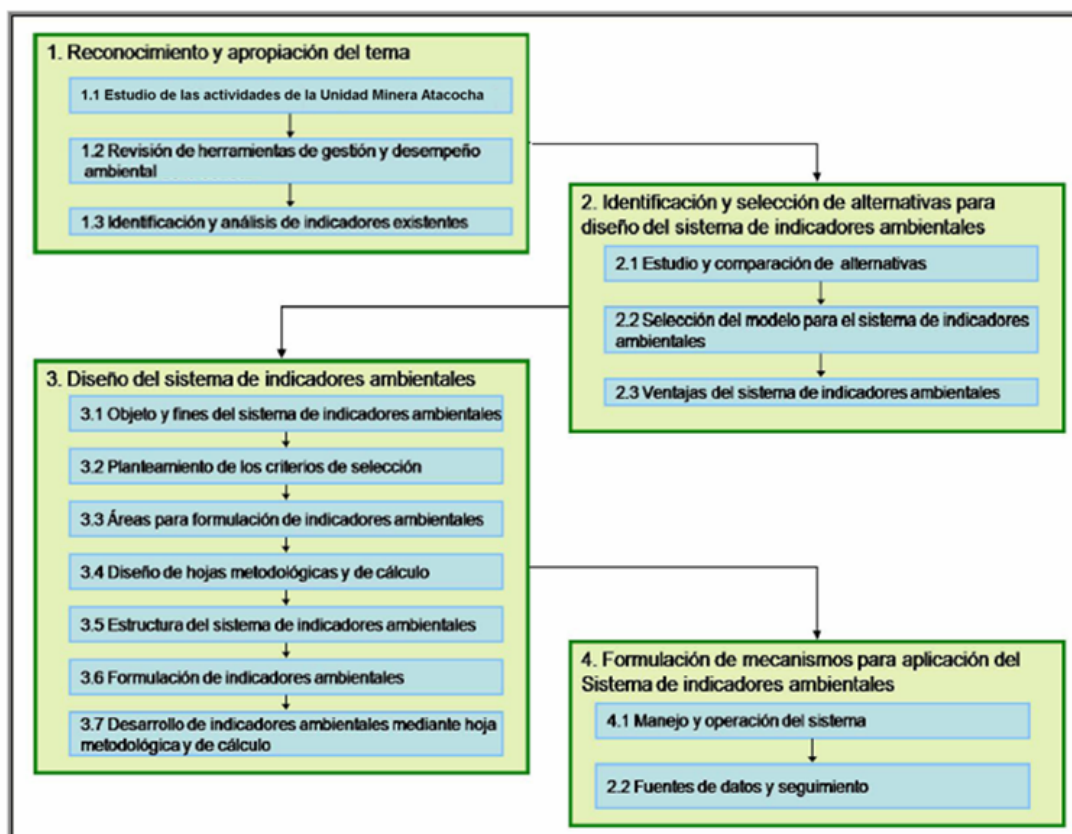 1. Reconocimiento y apropiación del tema
1.1 Estudio de las actividades de la Unidad Minera Atacocha
1.2 Revisión de herramientas de gestión y desempeño
ambiental
1.3 Identificación y análisis de indicadores existentes
2. Identificación y selección de alternativas para
diseño del sistema de indicadores ambientales
2.1 Estudio y comparación de alternativas
2.2 Selección del modelo para el sistema de indicadores
ambientales
2.3 Ventajas del sistema de indicadores ambientales
3. Diseño del sistema de indicadores ambientales
3.1 Objeto y fines del sistema de indicadores ambientales
3.2 Planteamiento de los criterios de selección
3.3 Áreas para formulación de indicadores ambientales
3.4 Diseño de hojas metodológicas y de cálculo
3.5 Estructura del sistema de indicadores ambientales
3.6 Formulación de indicadores ambientales
3.7 Desarrollo de indicadores ambientales mediante hoja
metodológica y de cálculo
4. Formulación de mecanismos para aplicación del
Sistema de indicadores ambientales
4.1 Manejo y operación del sistema
2.2 Fuentes de datos y seguimiento